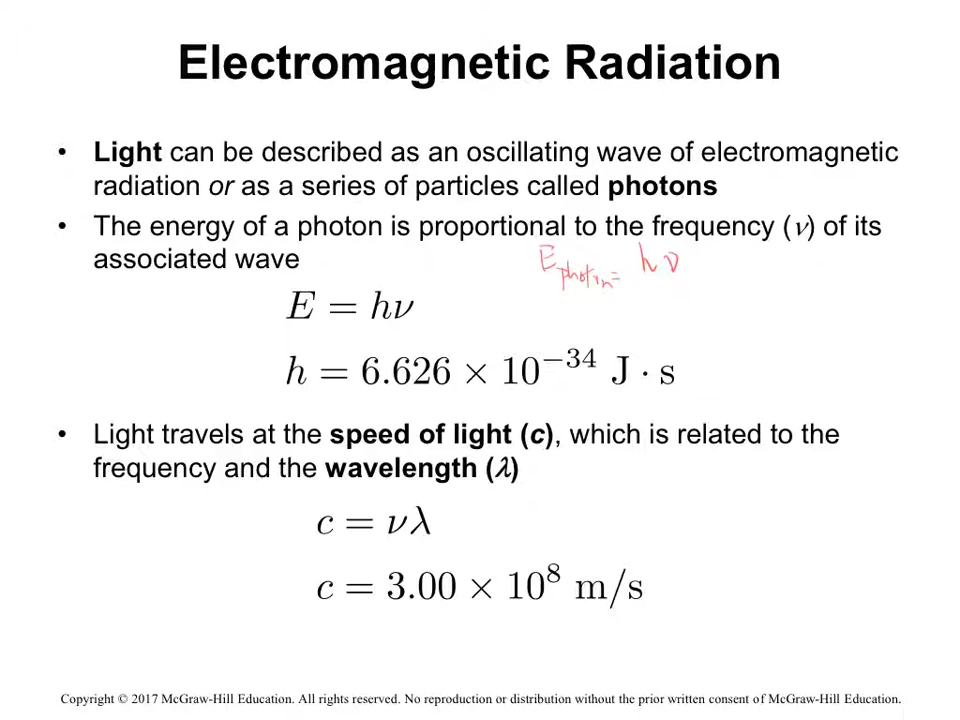 Electromagnetic Radiation
• Light can be described as an oscillating wave of electromagnetic
radiation or as a series of particles called photons
• The energy of a photon is proportional to the frequency (ν) of its
associated wave
E photon = hν
E = hν
h = 6.626 × 10⁻³⁴ J · s
• Light travels at the speed of light (c), which is related to the
frequency and the wavelength (λ)
c = νλ
c = 3.00 × 10⁸ m/s
Copyright © 2017 McGraw-Hill Education. All rights reserved. No reproduction or distribution without the prior written consent of McGraw-Hill Education.